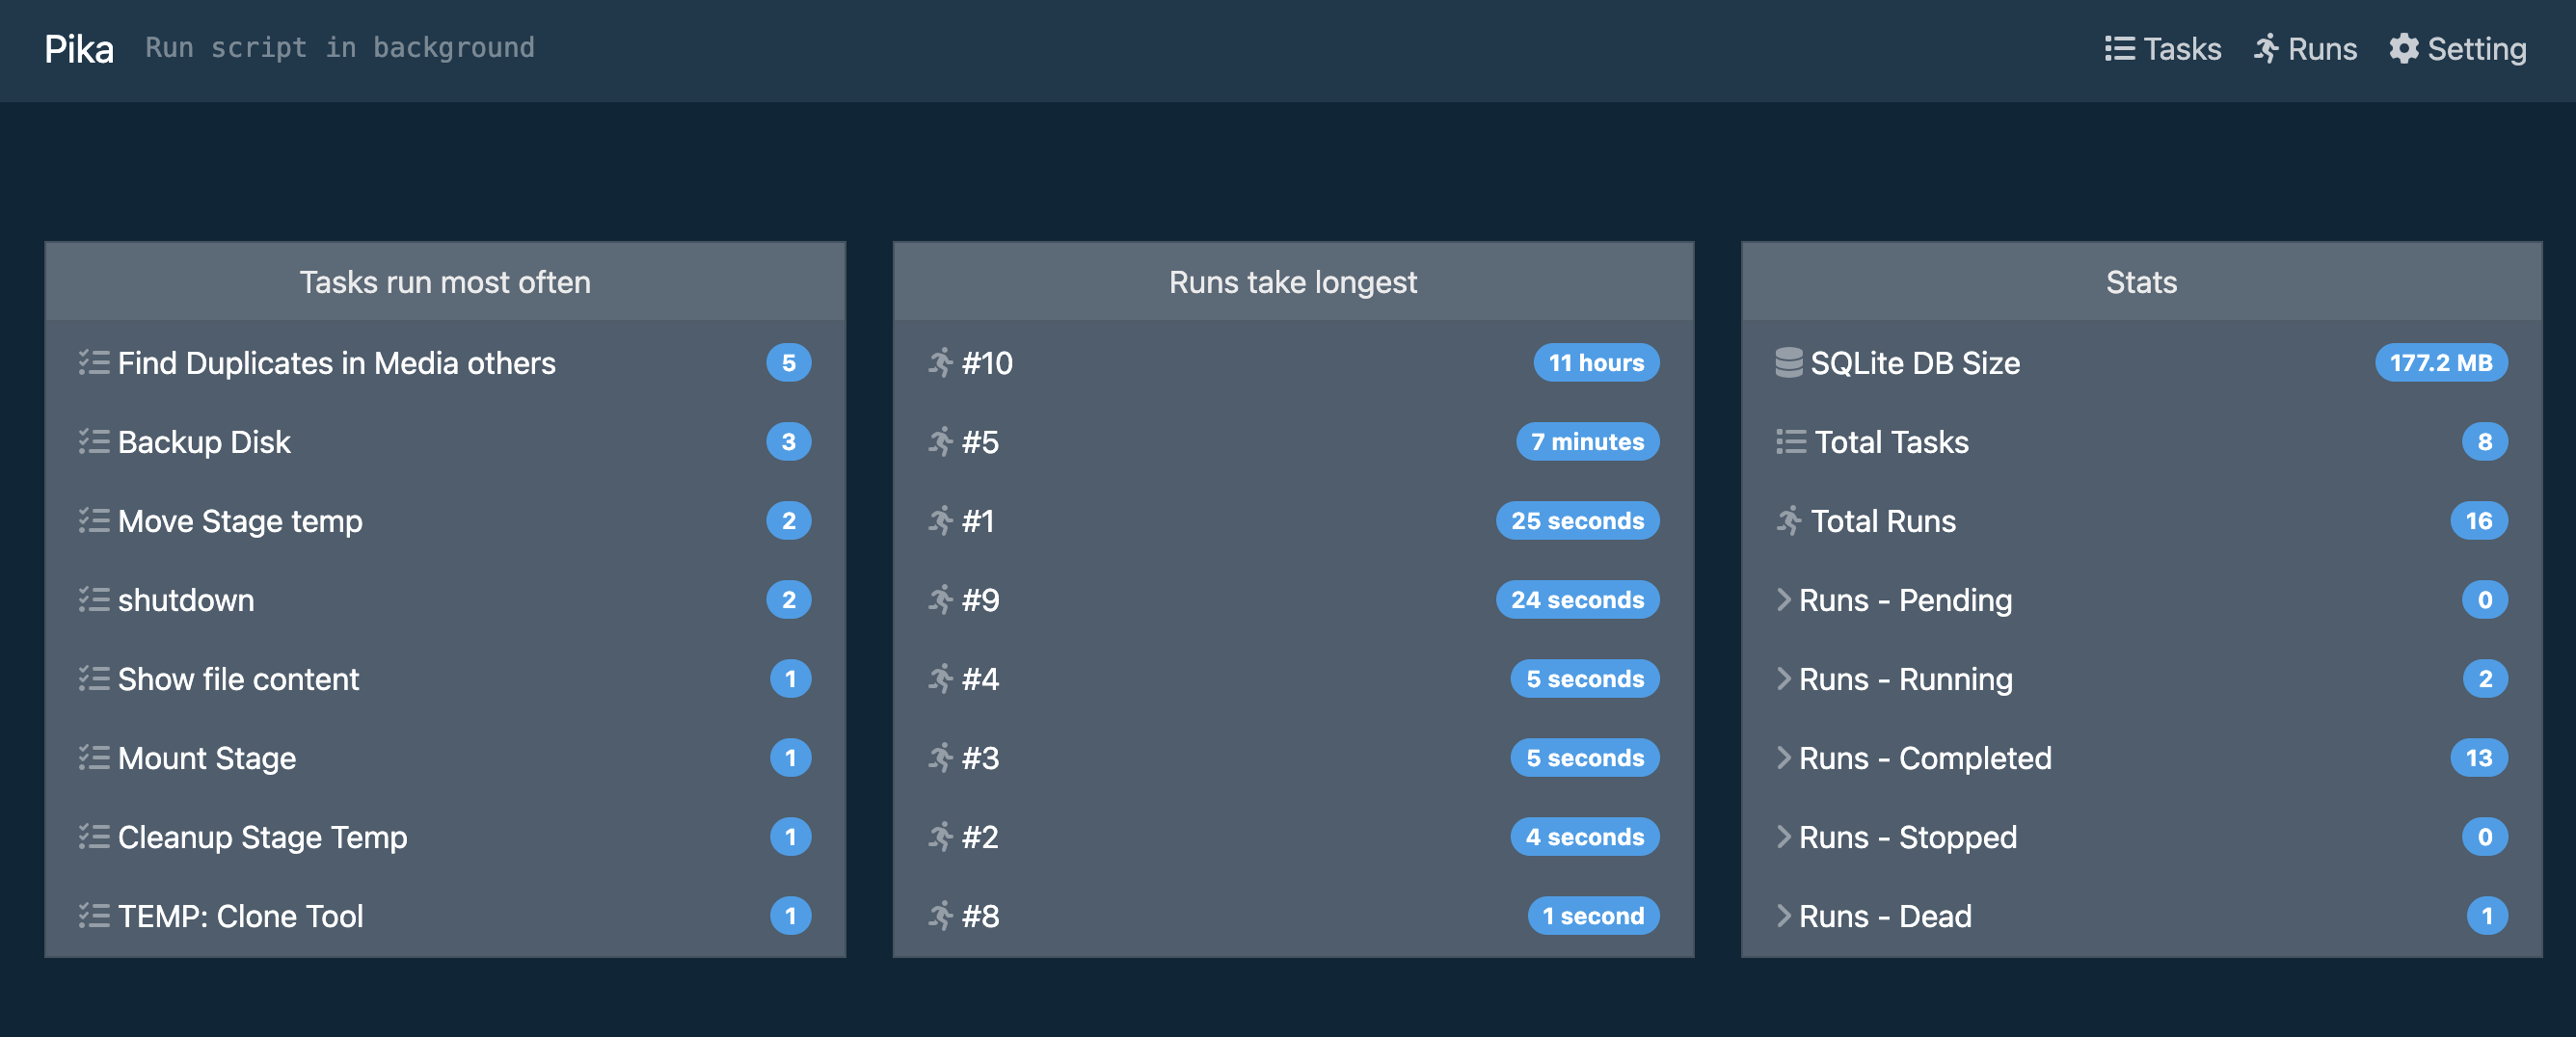 Pika Run script in background Tasks Runs Setting
Tasks run most often
Find Duplicates in Media others 5
Backup Disk 3
Move Stage temp 2
shutdown 2
Show file content 1
Mount Stage 1
Cleanup Stage Temp 1
TEMP: Clone Tool 1
Runs take longest
#10 11 hours
#5 7 minutes
#1 25 seconds
#9 24 seconds
#4 5 seconds
#3 5 seconds
#2 4 seconds
#8 1 second
Stats
SQLite DB Size 177.2 MB
Total Tasks 8
Total Runs 16
Runs - Pending 0
Runs - Running 2
Runs - Completed 13
Runs - Stopped 0
Runs - Dead 1